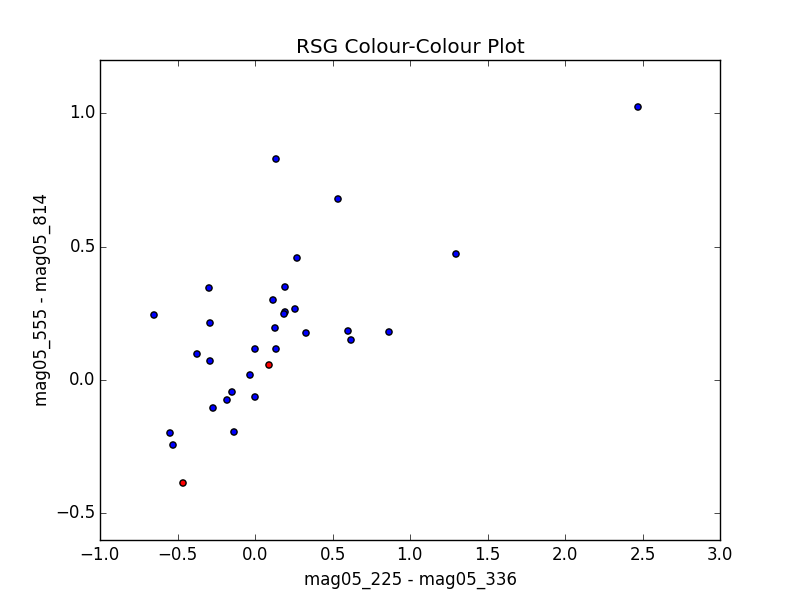 RSG Colour-Colour Plot
1.0
0.5
0.0
−0.5
mag05_555 - mag05_814
−1.0 −0.5 0.0 0.5 1.0 1.5 2.0 2.5 3.0
mag05_225 - mag05_336